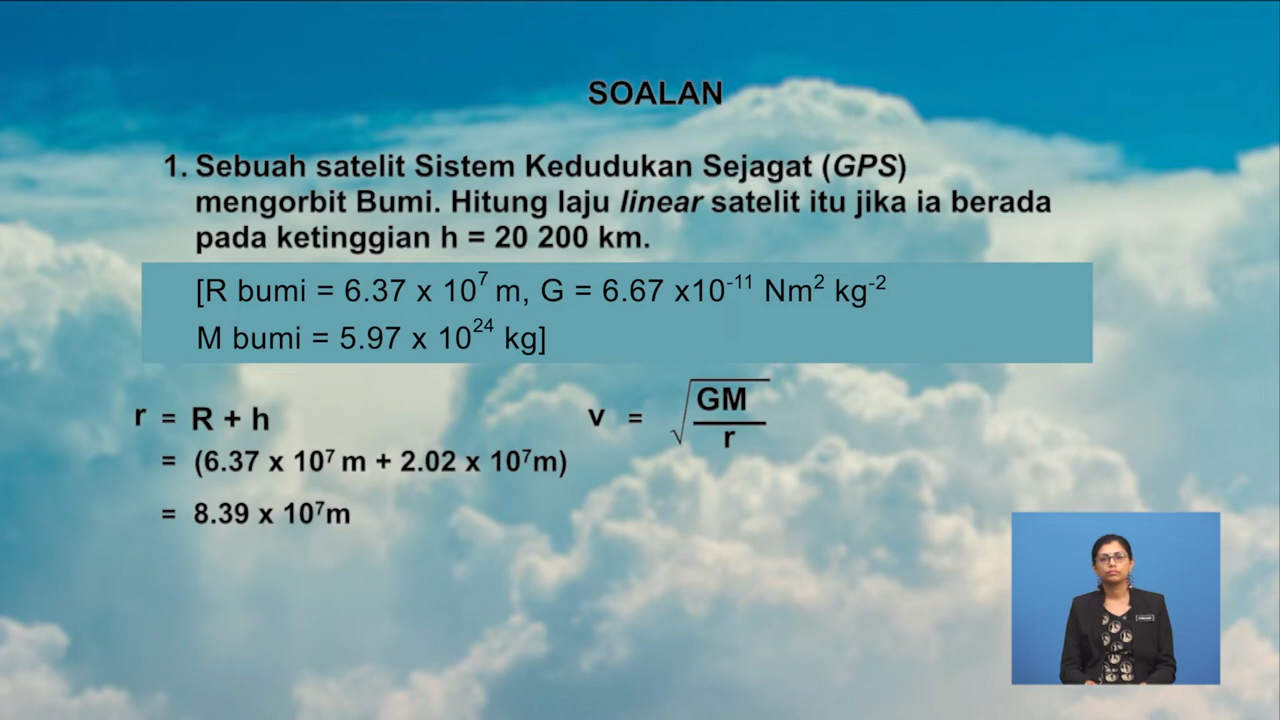 SOALAN
1. Sebuah satelit Sistem Kedudukan Sejagat (GPS)
mengorbit Bumi. Hitung laju linear satelit itu jika ia berada
pada ketinggian h = 20 200 km.
[R bumi = 6.37 x 10⁷ m, G = 6.67 x10⁻¹¹ Nm² kg⁻²
M bumi = 5.97 x 10²⁴ kg]
r = R + h
= (6.37 x 10⁷ m + 2.02 x 10⁷m)
= 8.39 x 10⁷m
v = √(GM/r)